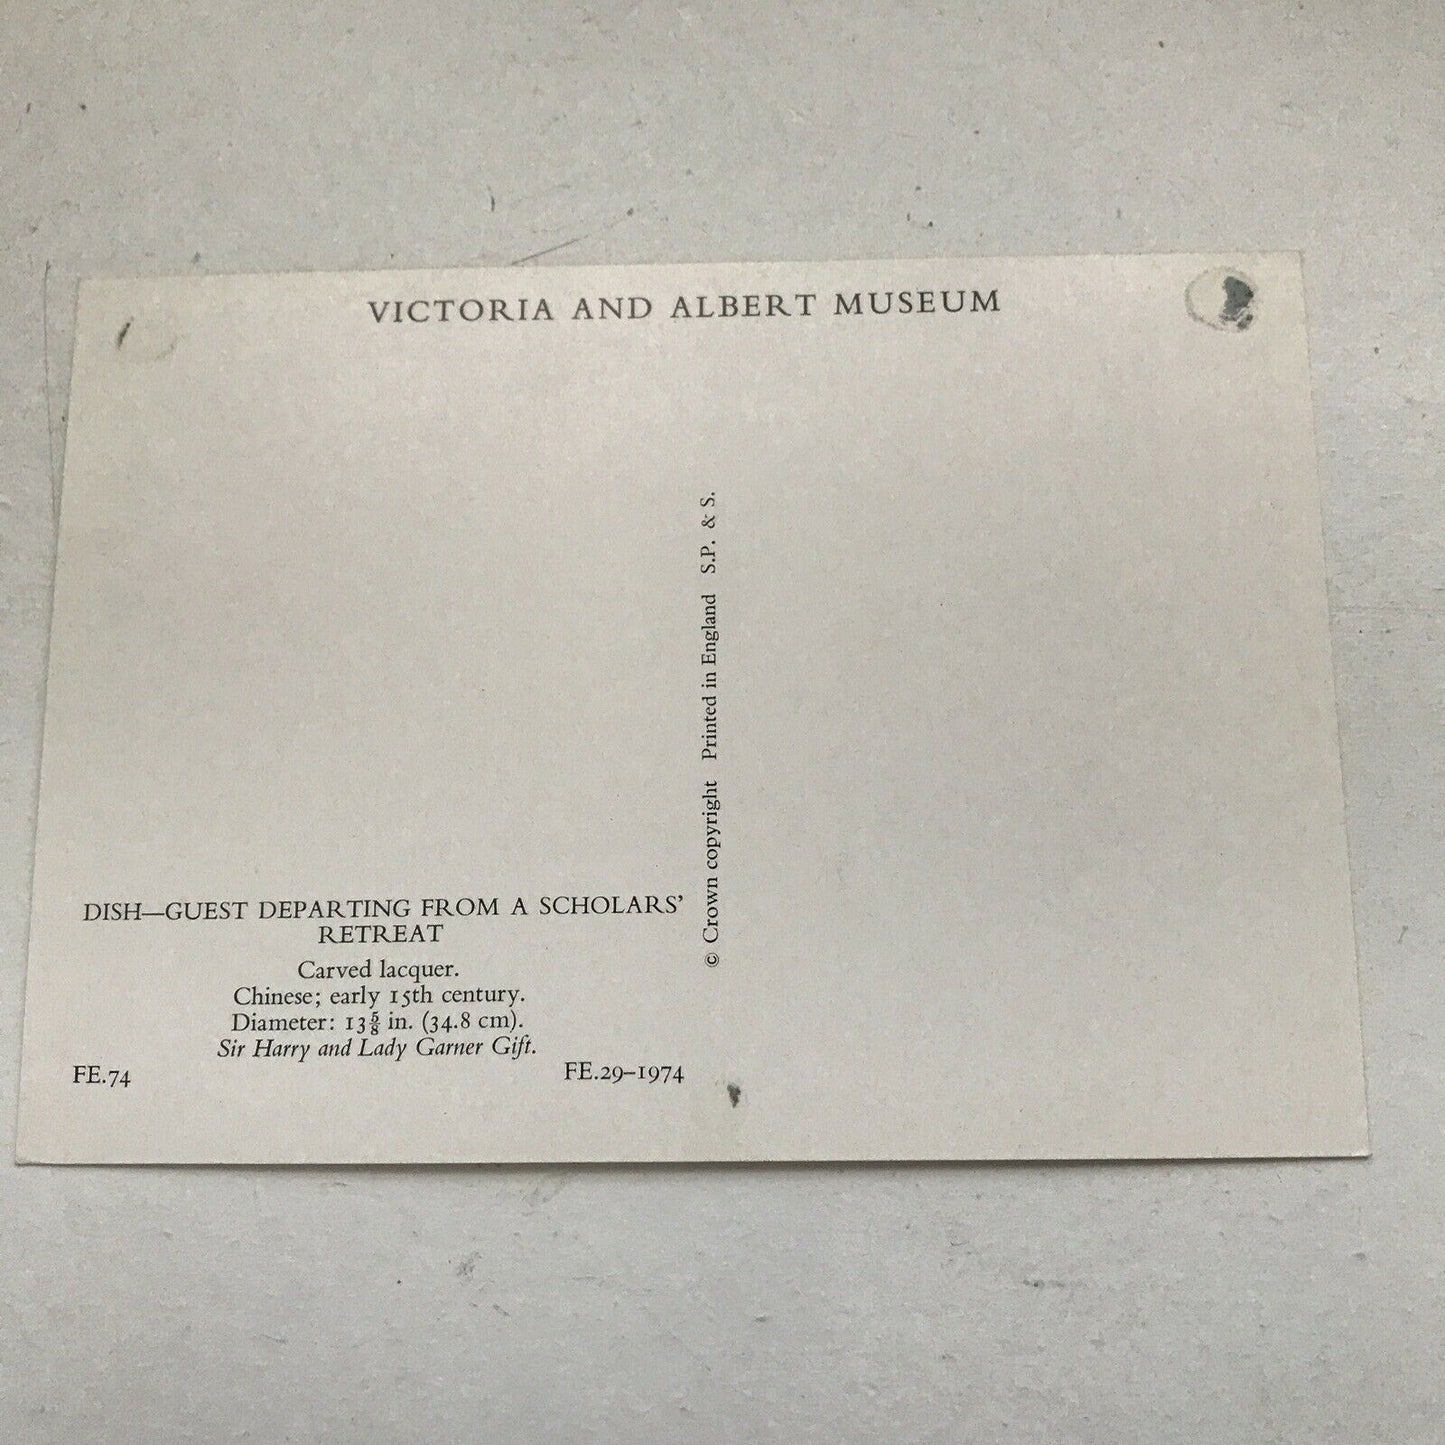 VICTORIA AND ALBERT MUSEUM
DISH—GUEST DEPARTING FROM A SCHOLARS'
RETREAT
Carved lacquer.
Chinese; early 15th century.
Diameter: 13⅝ in. (34.8 cm).
Sir Harry and Lady Garner Gift.
FE.74 FE.29–1974
© Crown copyright Printed in England S.P. & S.